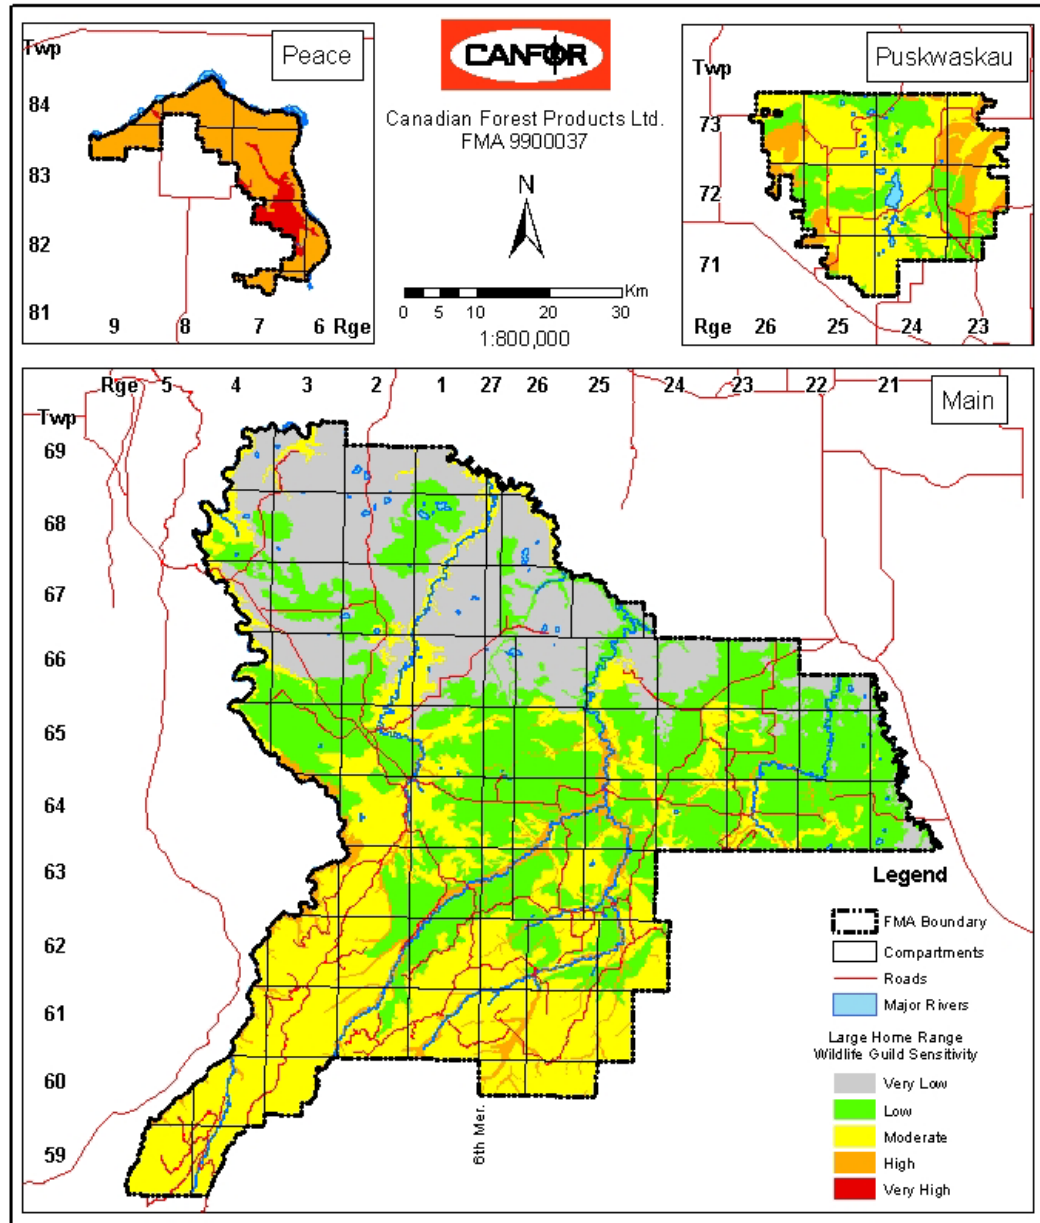 Twp
Peace
84
83
82
81
9 8 7 6 Rge
CANFOR
Canadian Forest Products Ltd.
FMA 9900037
N
Km
0 5 10 20 30
1:800,000
Puskwaskau
Twp
73
72
71
Rge 26 25 24 23
Rge 5 4 3 2 1 27 26 25 24 23 22 21
Main
Twp
69
68
67
66
65
64
63
62
61
60
59
6th Mer.
Legend
FMA Boundary
Compartments
Roads
Major Rivers
Large Home Range
Wildlife Guild Sensitivity
Very Low
Low
Moderate
High
Very High